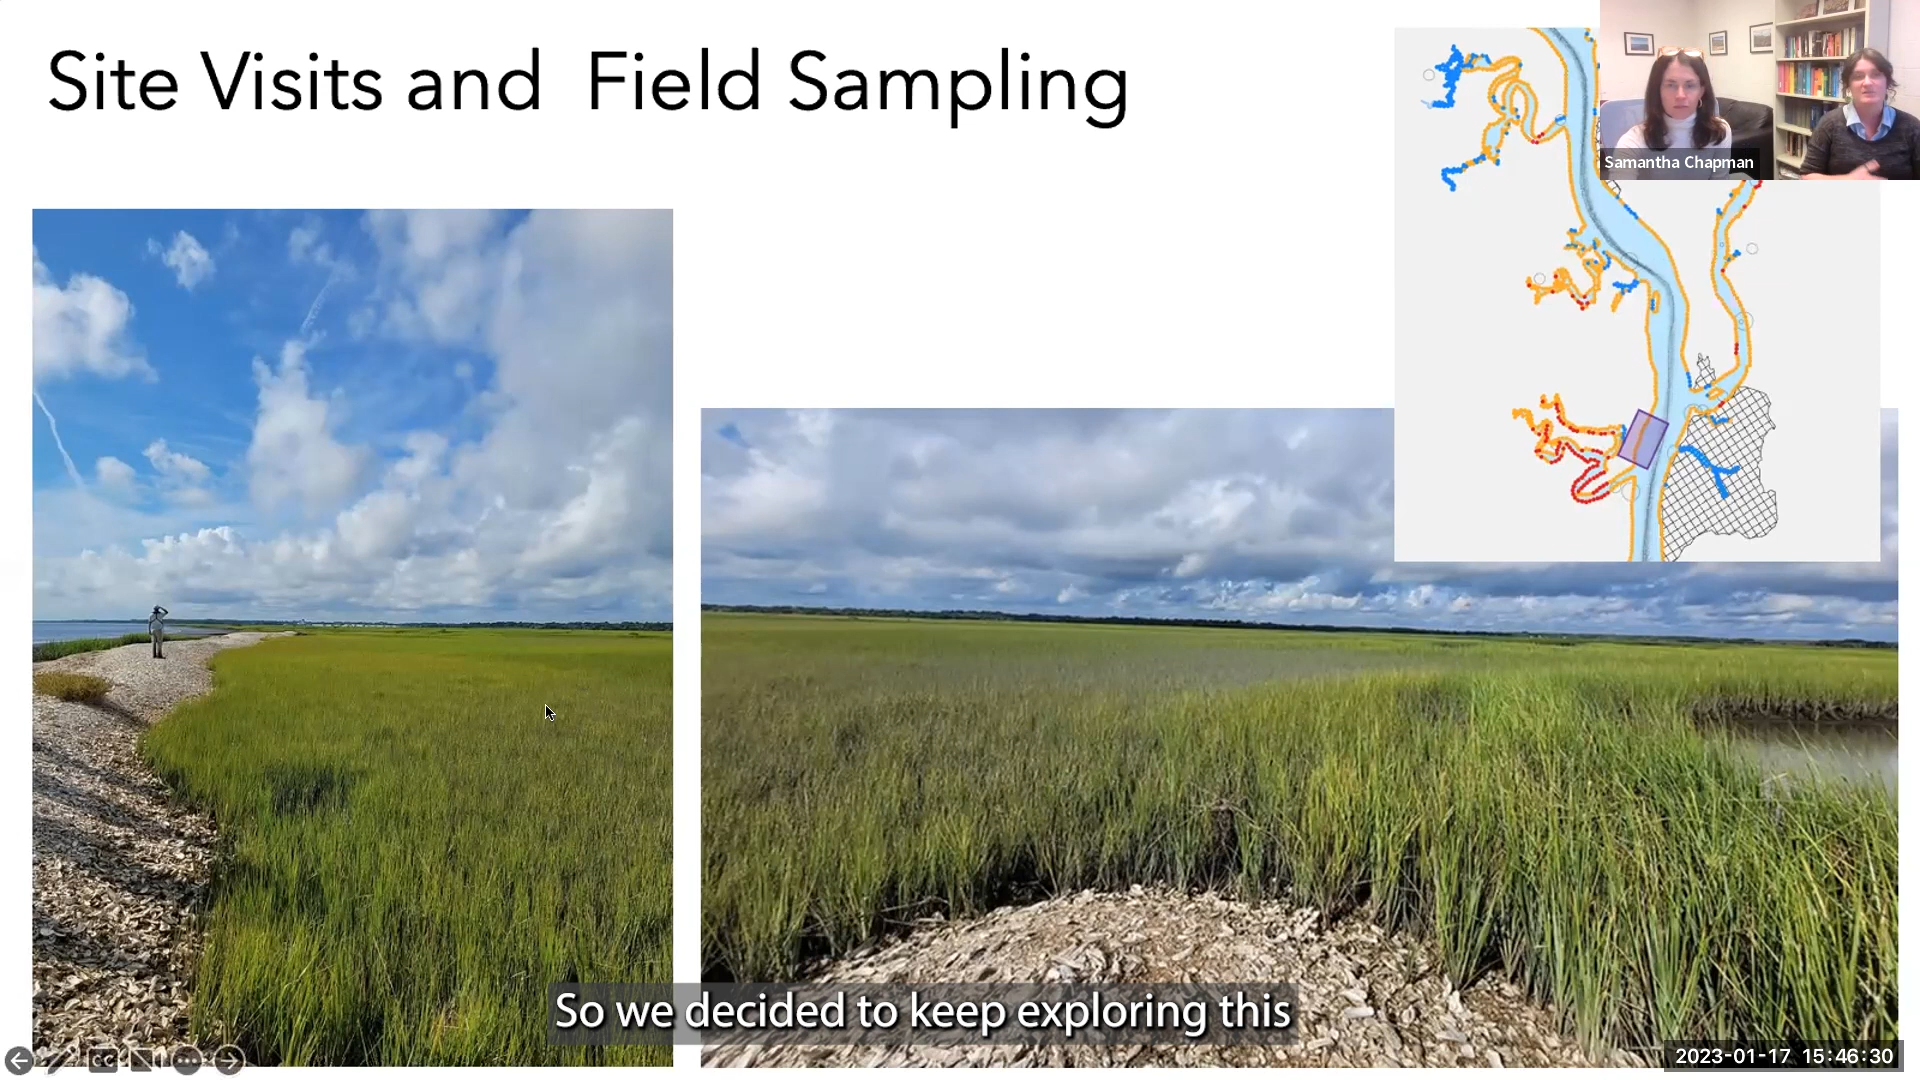 Site Visits and Field Sampling
Samantha Chapman
So we decided to keep exploring this
CC
2023-01-17 15:46:30